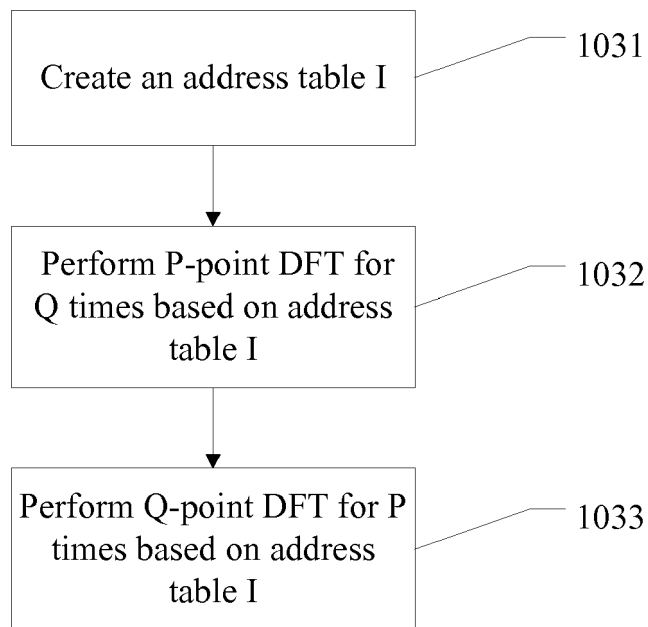 Create an address table I
1031
Perform P-point DFT for
Q times based on address
table I
1032
Perform Q-point DFT for P
times based on address
table I
1033